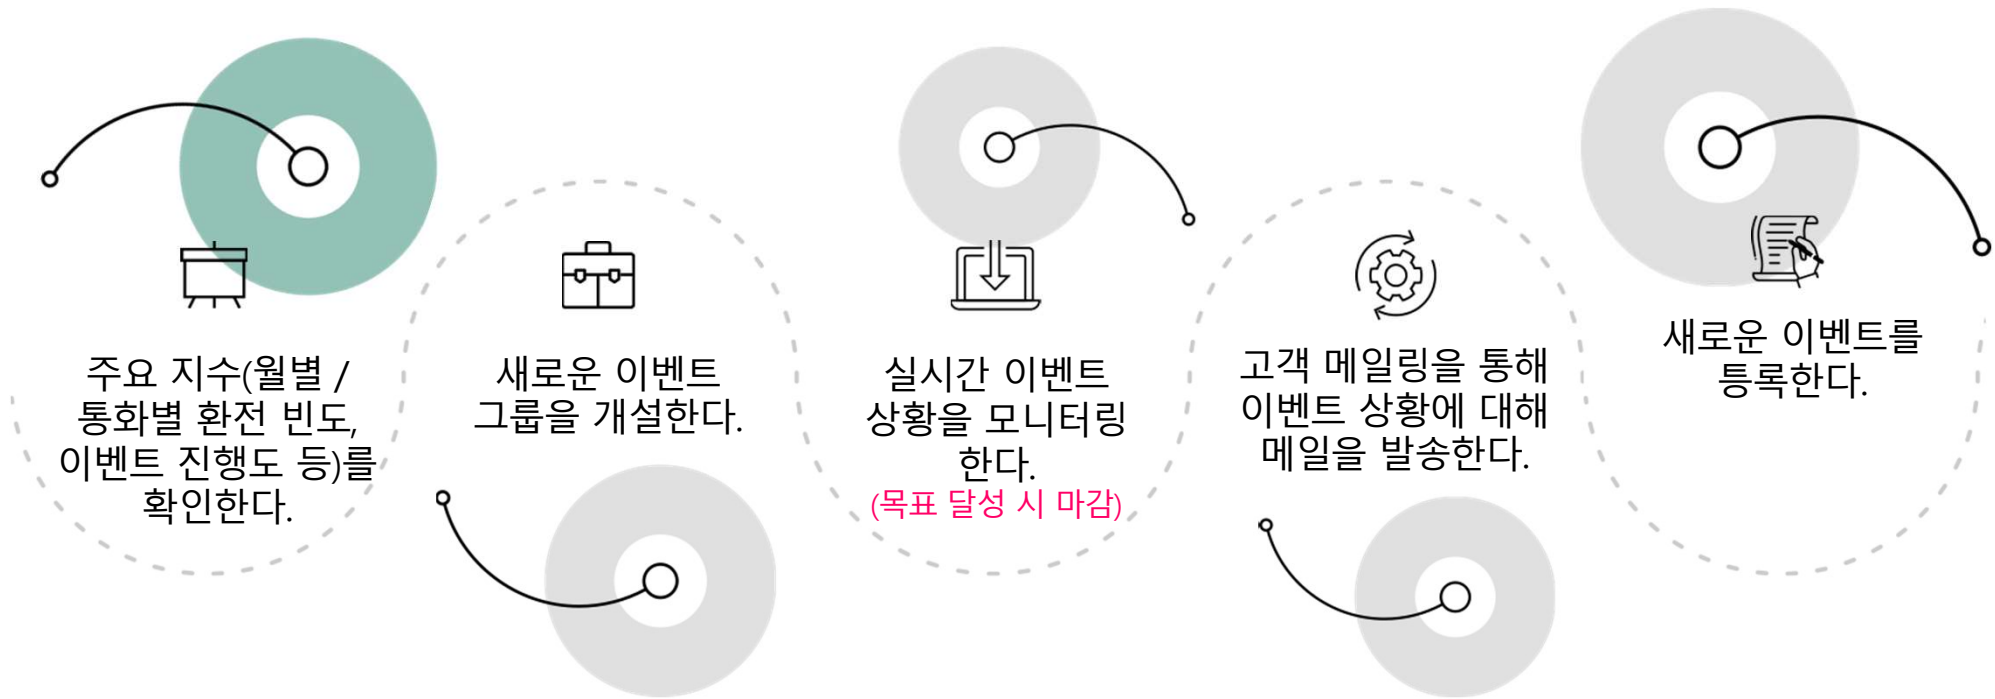 주요 지수(월별 /
통화별 환전 빈도,
이벤트 진행도 등)를
확인한다.
새로운 이벤트
그룹을 개설한다.
실시간 이벤트
상황을 모니터링
한다.
(목표 달성 시 마감)
고객 메일링을 통해
이벤트 상황에 대해
메일을 발송한다.
새로운 이벤트를
등록한다.